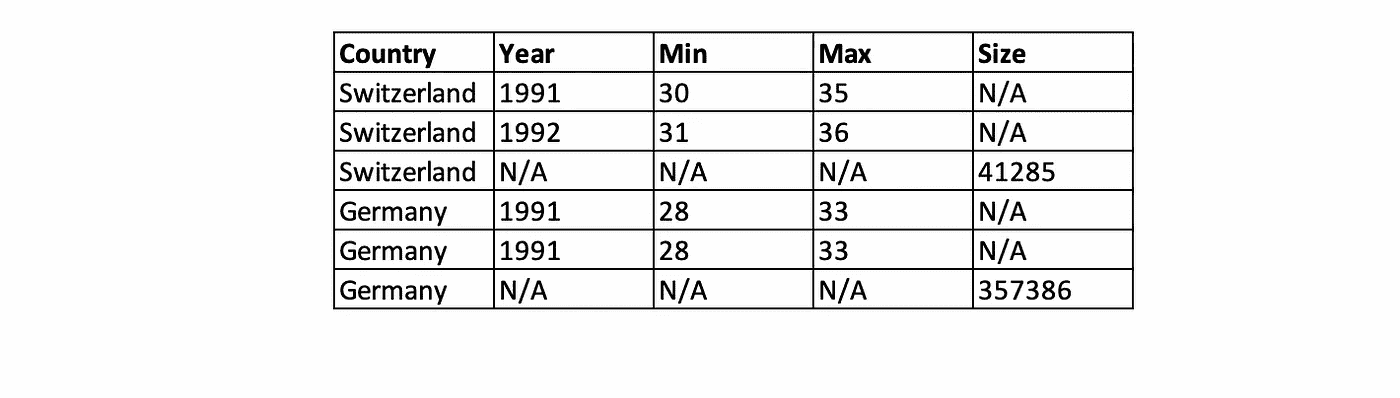 Country Year Min Max Size
Switzerland 1991 30 35 N/A
Switzerland 1992 31 36 N/A
Switzerland N/A N/A N/A 41285
Germany 1991 28 33 N/A
Germany 1991 28 33 N/A
Germany N/A N/A N/A 357386